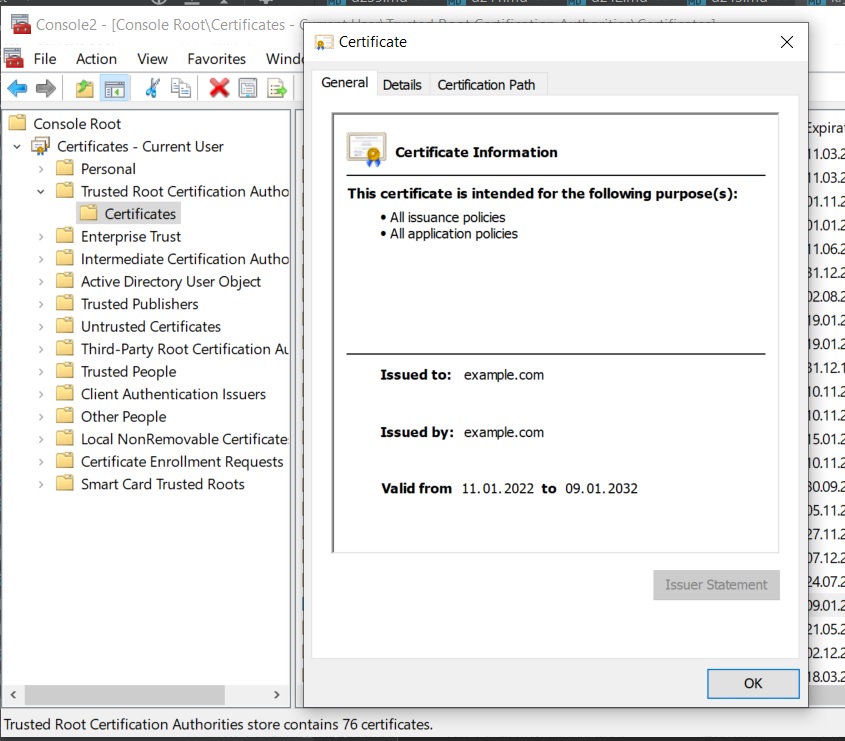 Console2 - [Console Root\Certificates - Current User\Trusted Root Certification Authorities\Certificates]
File Action View Favorites
Console Root
Certificates - Current User
Personal
Trusted Root Certification Autho
Certificates
Enterprise Trust
Intermediate Certification Autho
Active Directory User Object
Trusted Publishers
Untrusted Certificates
Third-Party Root Certification Au
Trusted People
Client Authentication Issuers
Other People
Local NonRemovable Certificate
Certificate Enrollment Requests
Smart Card Trusted Roots
Trusted Root Certification Authorities store contains 76 certificates.
Certificate
General Details Certification Path
Certificate Information
This certificate is intended for the following purpose(s):
• All issuance policies
• All application policies
Issued to: example.com
Issued by: example.com
Valid from 11.01.2022 to 09.01.2032
Issuer Statement
OK
Expirat
11.03.2
11.03.2
01.11.2
01.01.2
11.06.2
31.12.2
02.08.2
19.01.2
19.01.2
31.12.1
10.11.2
10.11.2
15.01.2
10.11.2
30.09.2
05.11.2
27.11.2
07.12.2
24.07.2
09.01.2
21.05.2
02.12.2
18.03.2